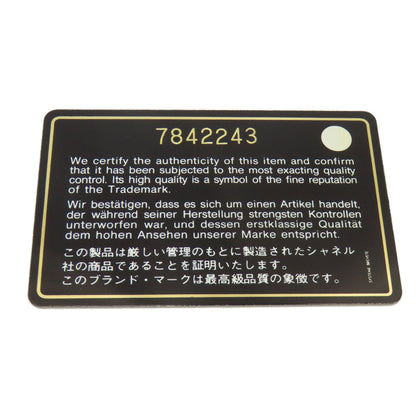 7842243
We certify the authenticity of this item and confirm
that it has been subjected to the most exacting quality
control. Its high quality is a symbol of the fine reputation
of the Trademark.
Wir bestätigen, dass es sich um einen Artikel handelt,
der während seiner Herstellung strengsten Kontrollen
unterworfen war, und dessen erstklassige Qualität
dem hohen Ansehen unserer Marke entspricht.
この製品は厳しい管理のもとに製造されたシャネル
社の商品であることを証明いたします。
このブランド・マークは最高級品質の象徴です。